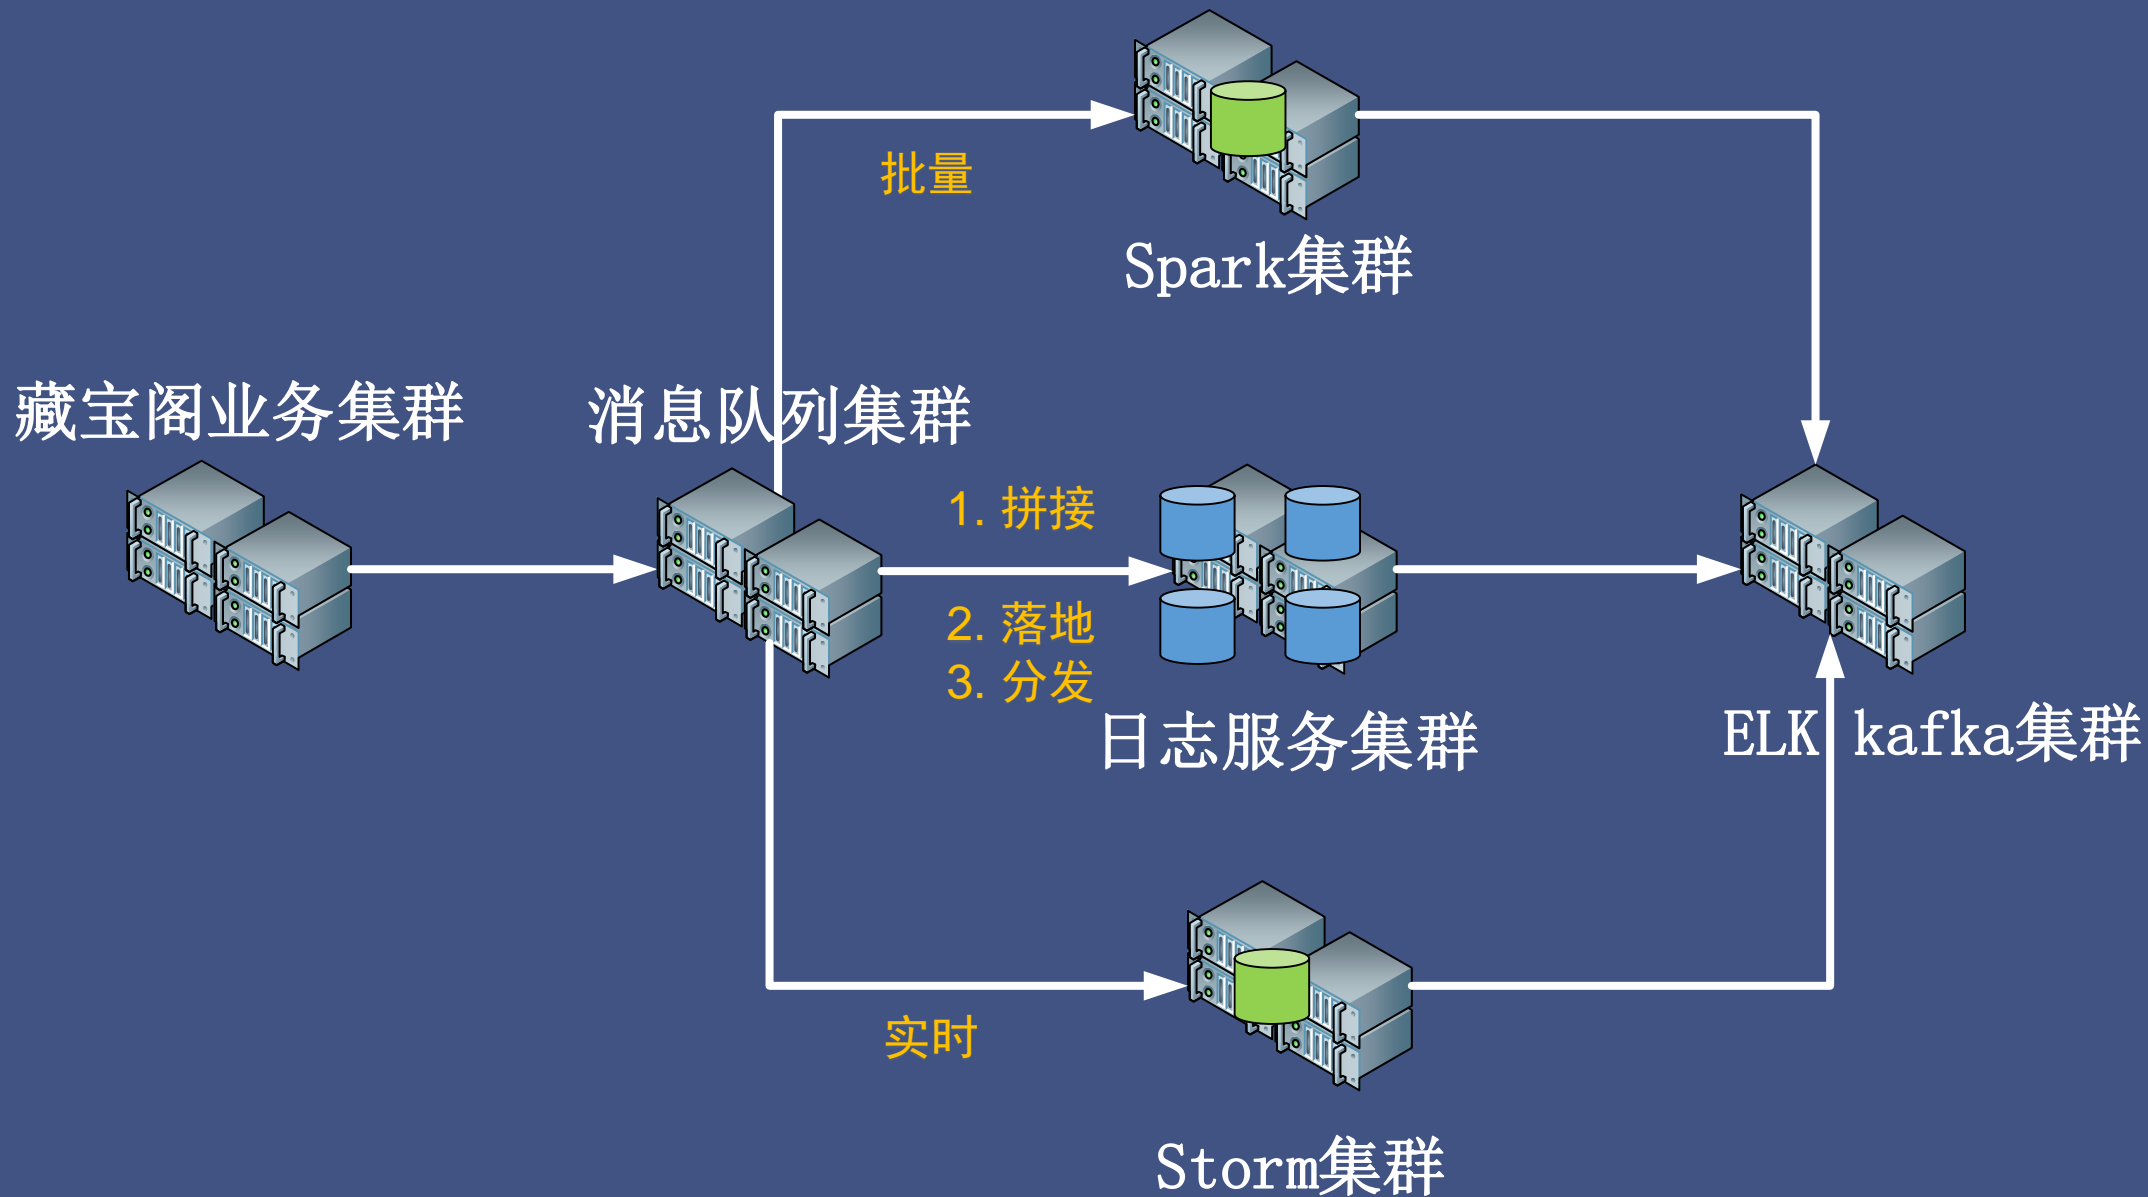 批量
Spark集群
藏宝阁业务集群
消息队列集群
1. 拼接
2. 落地
3. 分发
日志服务集群
ELK kafka集群
实时
Storm集群